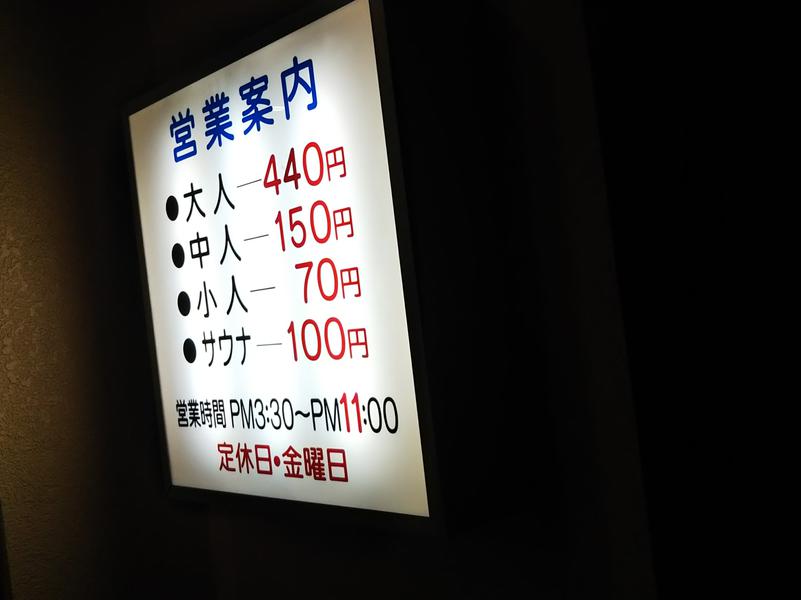 営業案内
●大人—440円
●中人—150円
●小人— 70円
●サウナ—100円
営業時間 PM3:30～PM11:00
定休日・金曜日